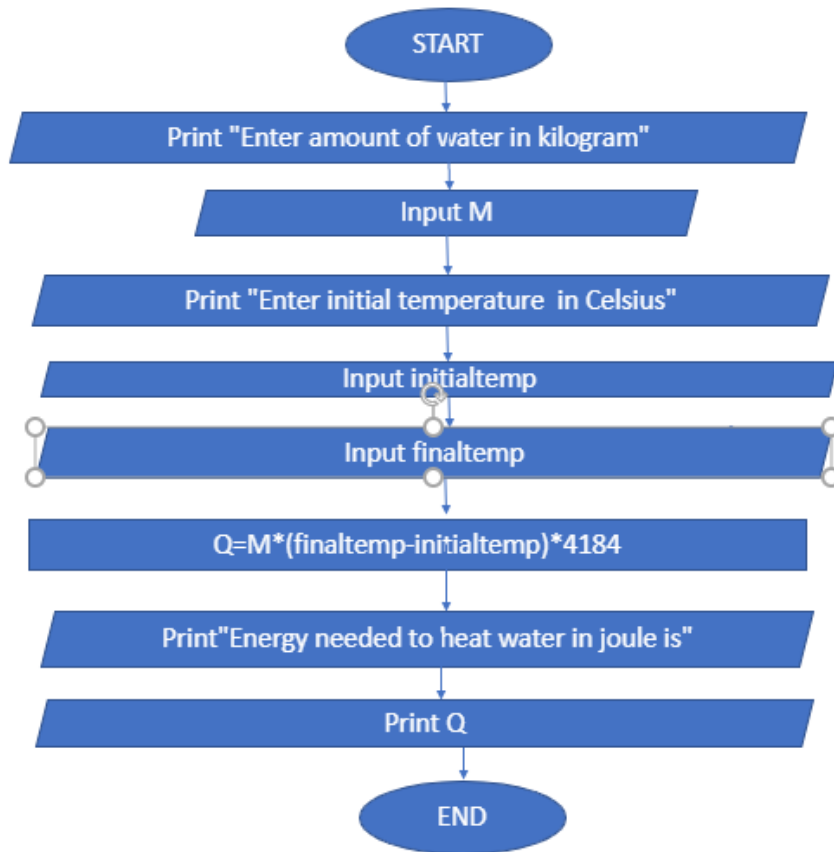 START
Print "Enter amount of water in kilogram"
Input M
Print "Enter initial temperature  in Celsius"
Input initialtemp
Input finaltemp
Q=M*(finaltemp-initialtemp)*4184
Print"Energy needed to heat water in joule is"
Print Q
END